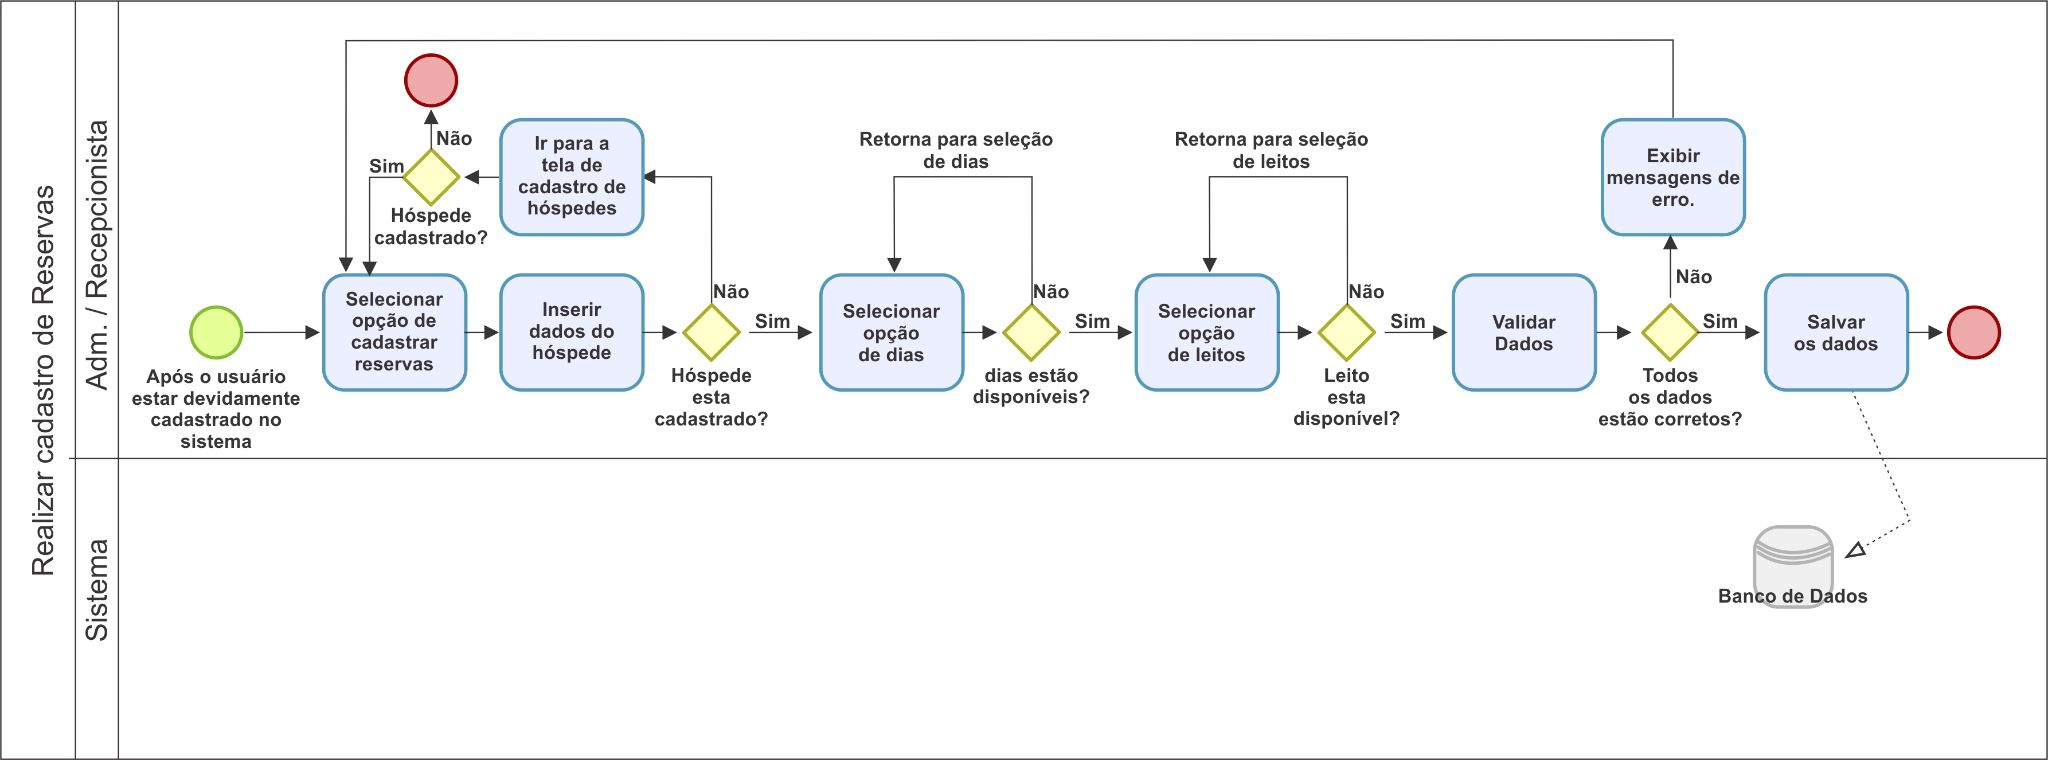 Realizar cadastro de Reservas
Adm. / Recepcionista
Sistema
Após o usuário
estar devidamente
cadastrado no
sistema
Selecionar
opção de
cadastrar
reservas
Inserir
dados do
hóspede
Hóspede
esta
cadastrado?
Não
Sim
Ir para a
tela de
cadastro de
hóspedes
Hóspede
cadastrado?
Sim
Não
Selecionar
opção
de dias
dias estão
disponíveis?
Não
Retorna para seleção
de dias
Sim
Selecionar
opção
de leitos
Leito
esta
disponível?
Não
Retorna para seleção
de leitos
Sim
Validar
Dados
Todos
os dados
estão corretos?
Não
Exibir
mensagens de
erro.
Sim
Salvar
os dados
Banco de Dados